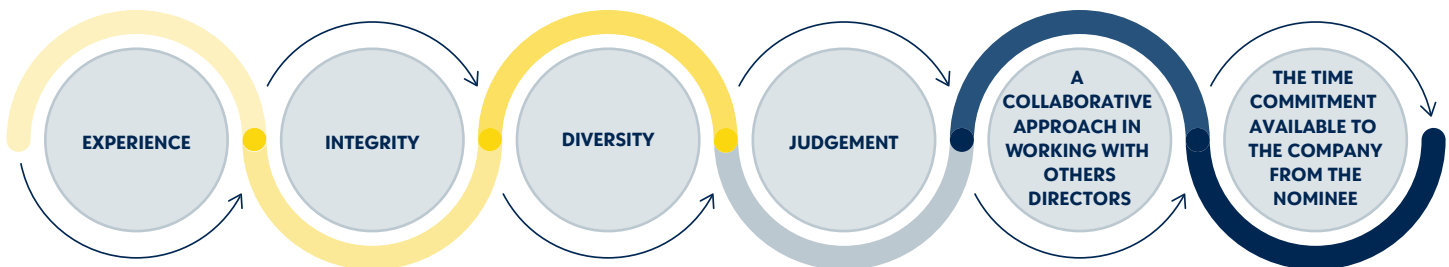 EXPERIENCE
INTEGRITY
DIVERSITY
JUDGEMENT
A
COLLABORATIVE
APPROACH IN
WORKING WITH
OTHERS
DIRECTORS
THE TIME
COMMITMENT
AVAILABLE TO
THE COMPANY
FROM THE
NOMINEE